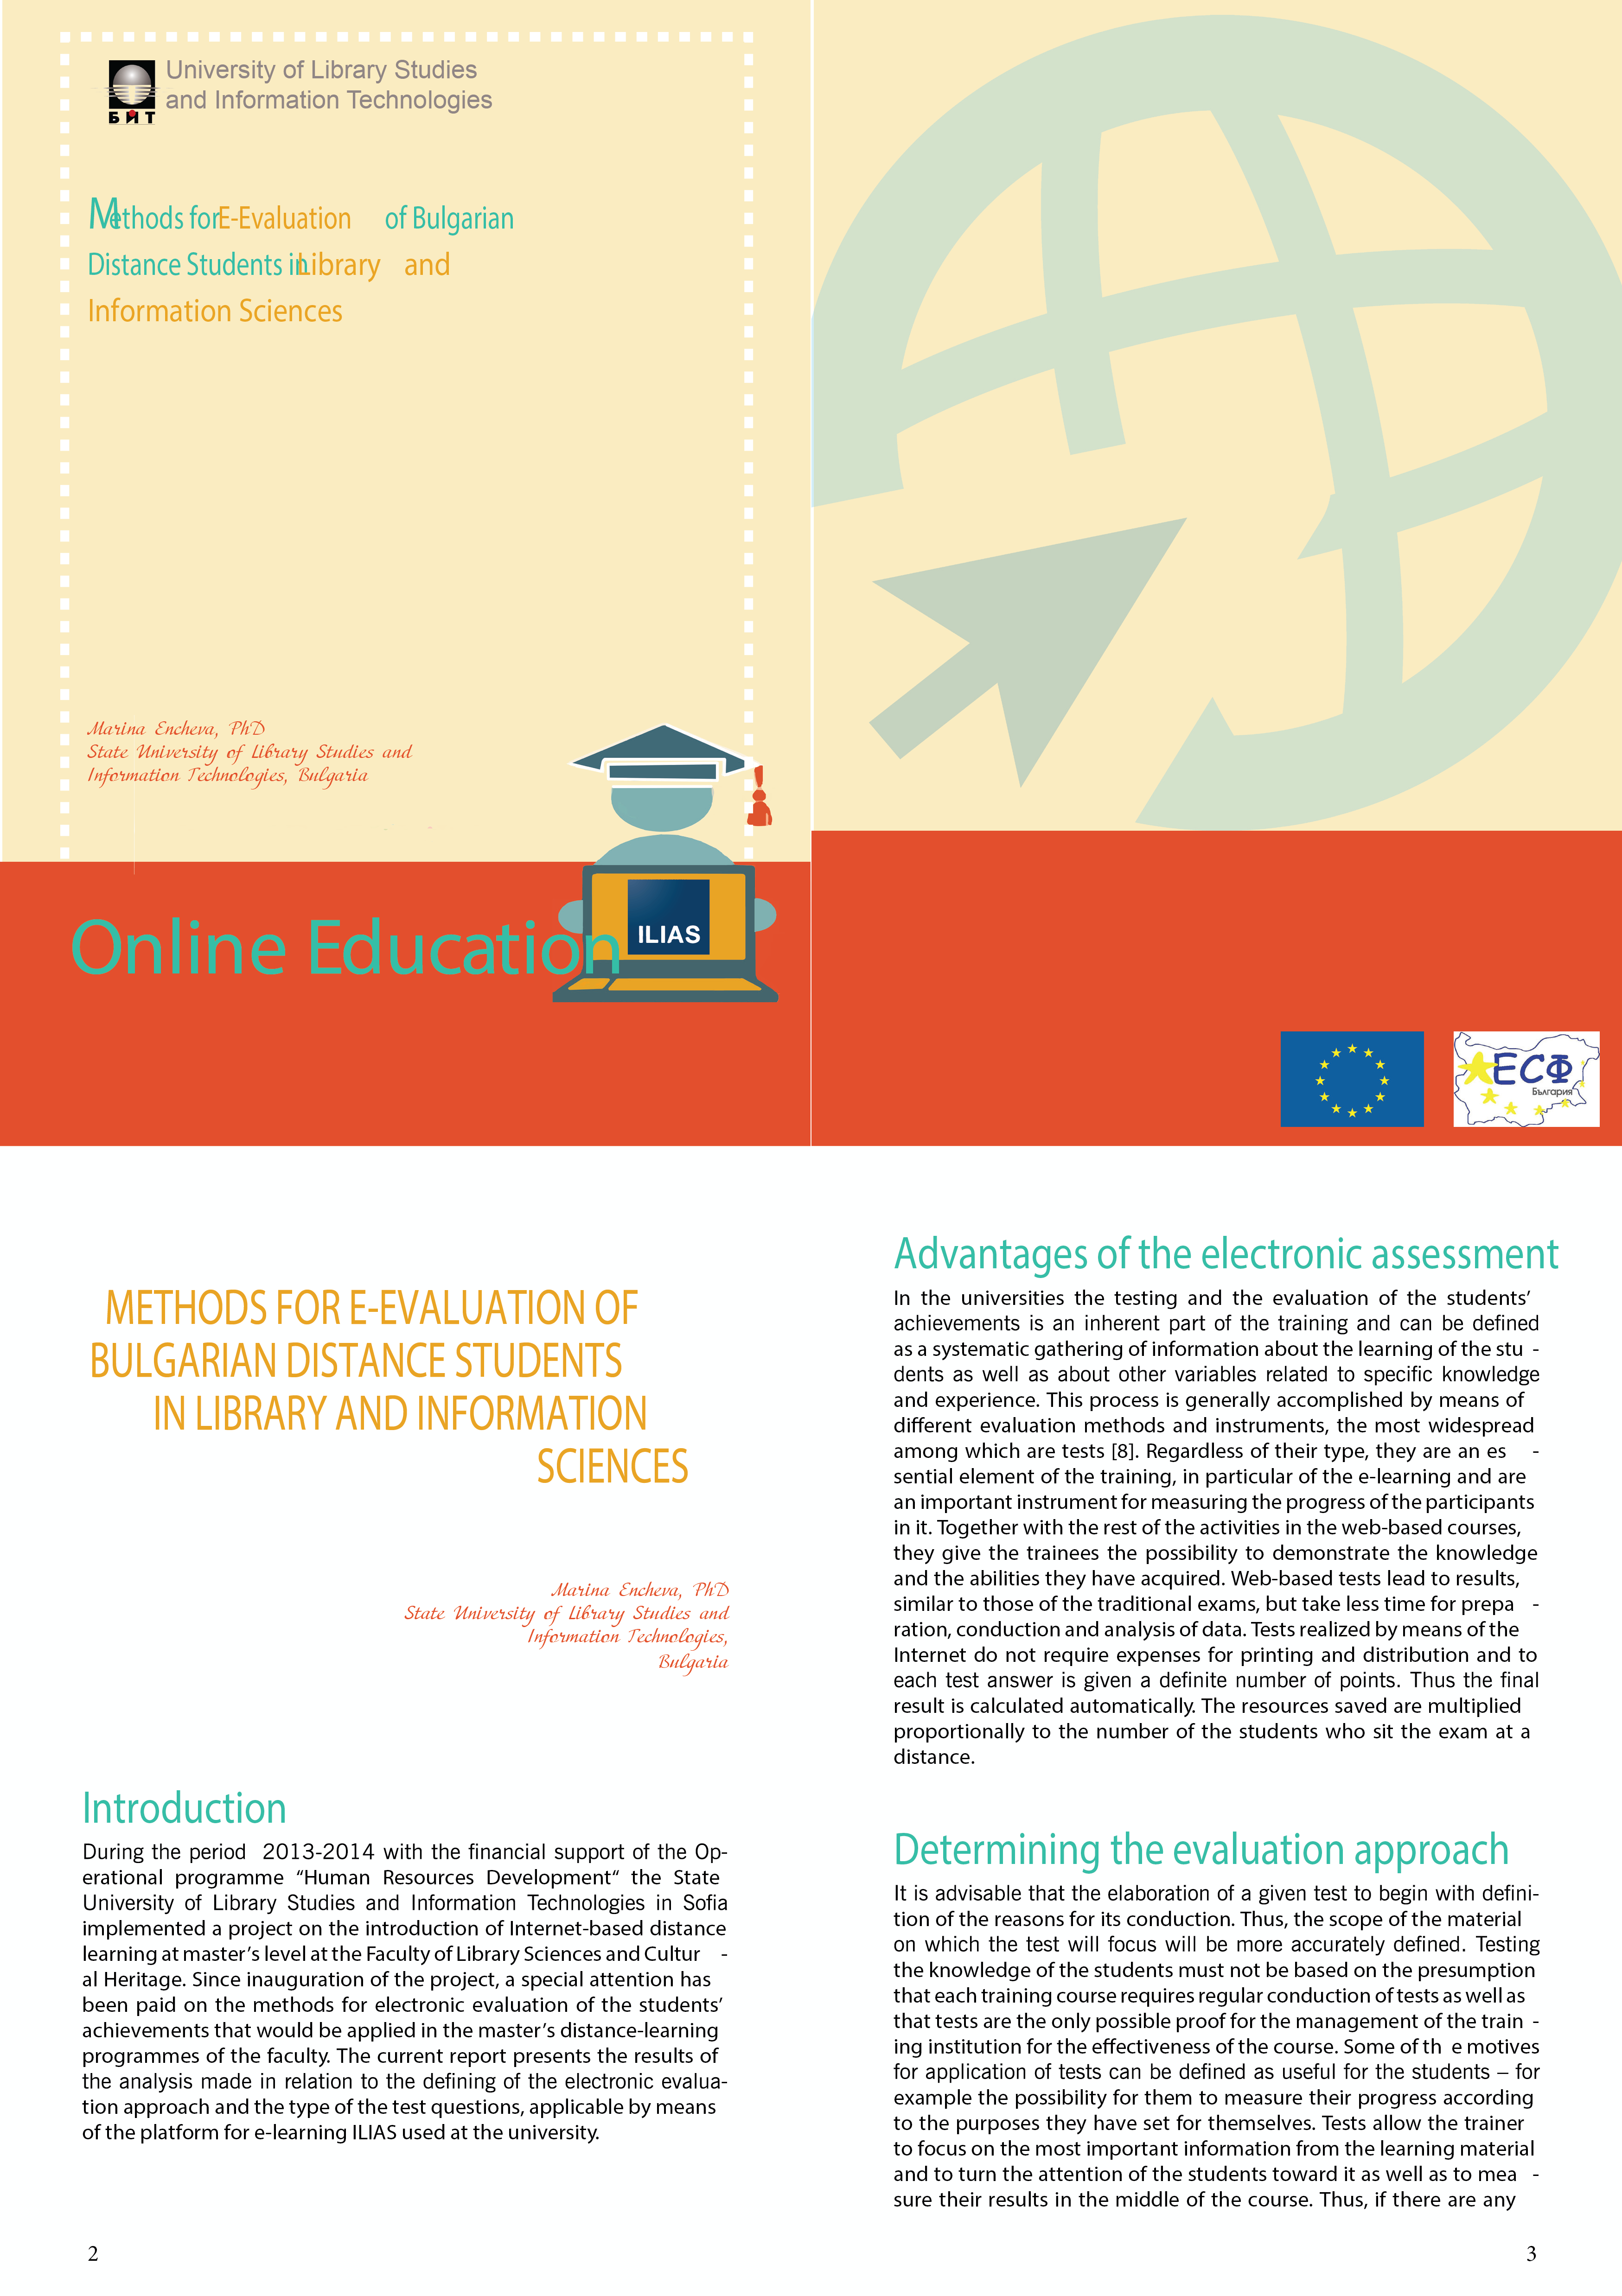 University of Library Studies
and Information Technologies
БИТ
Methods for E-Evaluation of Bulgarian
Distance Students in Library and
Information Sciences
Marina Encheva, PhD
State University of Library Studies and
Information Technologies, Bulgaria
Online Education
ILIAS
ЕСФ
България
METHODS FOR E-EVALUATION OF
BULGARIAN DISTANCE STUDENTS
IN LIBRARY AND INFORMATION
SCIENCES
Marina Encheva, PhD
State University of Library Studies and
Information Technologies,
Bulgaria
Introduction
During the period 2013-2014 with the financial support of the Op-
erational programme “Human Resources Development“ the State
University of Library Studies and Information Technologies in Sofia
implemented a project on the introduction of Internet-based distance
learning at master’s level at the Faculty of Library Sciences and Cultur -
al Heritage. Since inauguration of the project, a special attention has
been paid on the methods for electronic evaluation of the students’
achievements that would be applied in the master’s distance-learning
programmes of the faculty. The current report presents the results of
the analysis made in relation to the defining of the electronic evalua-
tion approach and the type of the test questions, applicable by means
of the platform for e-learning ILIAS used at the university.
2
Advantages of the electronic assessment
In the universities the testing and the evaluation of the students’
achievements is an inherent part of the training and can be defined
as a systematic gathering of information about the learning of the stu -
dents as well as about other variables related to specific knowledge
and experience. This process is generally accomplished by means of
different evaluation methods and instruments, the most widespread
among which are tests [8]. Regardless of their type, they are an es -
sential element of the training, in particular of the e-learning and are
an important instrument for measuring the progress of the participants
in it. Together with the rest of the activities in the web-based courses,
they give the trainees the possibility to demonstrate the knowledge
and the abilities they have acquired. Web-based tests lead to results,
similar to those of the traditional exams, but take less time for prepa -
ration, conduction and analysis of data. Tests realized by means of the
Internet do not require expenses for printing and distribution and to
each test answer is given a definite number of points. Thus the final
result is calculated automatically. The resources saved are multiplied
proportionally to the number of the students who sit the exam at a
distance.
Determining the evaluation approach
It is advisable that the elaboration of a given test to begin with defini-
tion of the reasons for its conduction. Thus, the scope of the material
on which the test will focus will be more accurately defined. Testing
the knowledge of the students must not be based on the presumption
that each training course requires regular conduction of tests as well as
that tests are the only possible proof for the management of the train -
ing institution for the effectiveness of the course. Some of th e motives
for application of tests can be defined as useful for the students – for
example the possibility for them to measure their progress according
to the purposes they have set for themselves. Tests allow the trainer
to focus on the most important information from the learning material
and to turn the attention of the students toward it as well as to mea -
sure their results in the middle of the course. Thus, if there are any
3